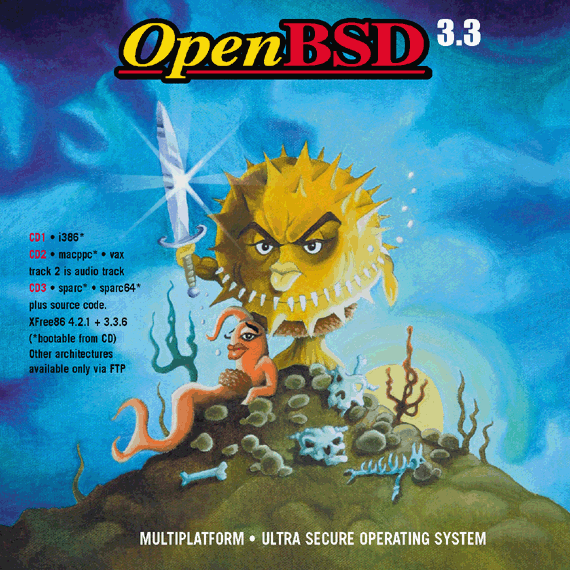 OpenBSD 3.3
CD1 • i386*
CD2 • macppc* • vax
track 2 is audio track
CD3 • sparc* • sparc64*
plus source code.
XFree86 4.2.1 + 3.3.6
(*bootable from CD)
Other architectures
available only via FTP
MULTIPLATFORM • ULTRA SECURE OPERATING SYSTEM